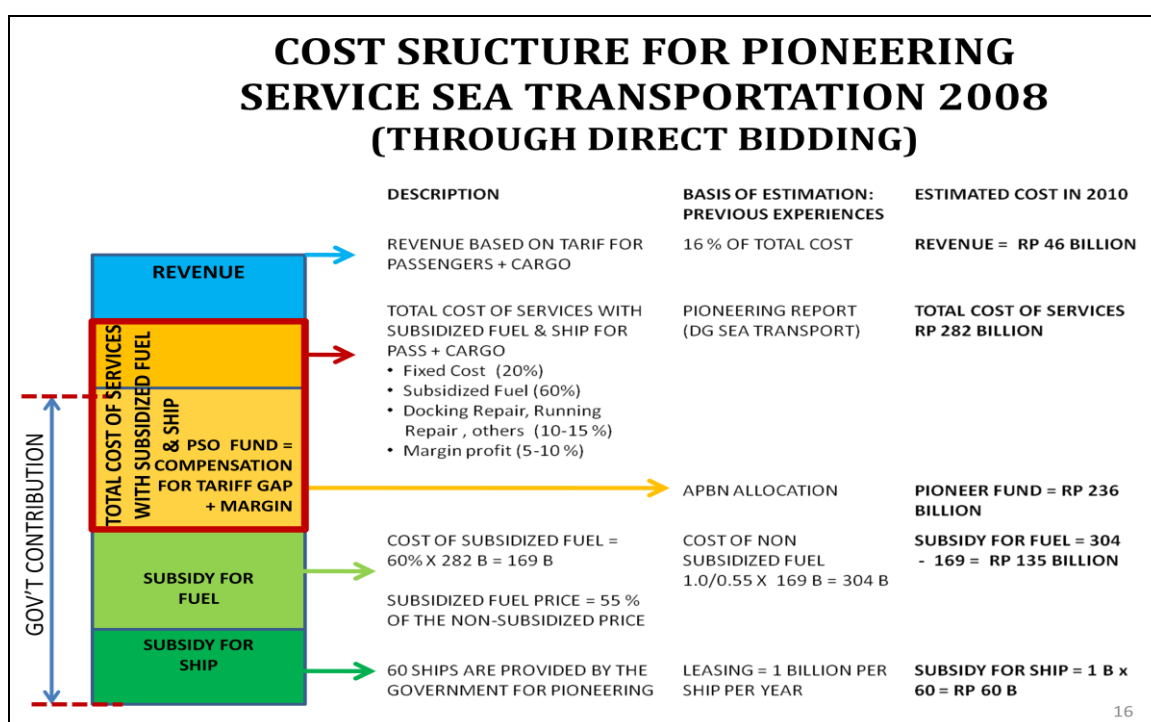 COST SRUCTURE FOR PIONEERING
SERVICE SEA TRANSPORTATION 2008
(THROUGH DIRECT BIDDING)
DESCRIPTION
BASIS OF ESTIMATION:
PREVIOUS EXPERIENCES
ESTIMATED COST IN 2010
REVENUE
REVENUE BASED ON TARIF FOR
PASSENGERS + CARGO
16 % OF TOTAL COST
REVENUE = RP 46 BILLION
TOTAL COST OF SERVICES
WITH SUBSIDIZED FUEL
& SHIP
TOTAL COST OF SERVICES WITH
SUBSIDIZED FUEL & SHIP FOR
PASS + CARGO
• Fixed Cost (20%)
• Subsidized Fuel (60%)
• Docking Repair, Running
Repair , others (10-15 %)
• Margin profit (5-10 %)
PIONEERING REPORT
(DG SEA TRANSPORT)
TOTAL COST OF SERVICES
RP 282 BILLION
GOV'T CONTRIBUTION
PSO FUND =
COMPENSATION
FOR TARIFF GAP
+ MARGIN
APBN ALLOCATION
PIONEER FUND = RP 236
BILLION
SUBSIDY FOR
FUEL
COST OF SUBSIDIZED FUEL =
60% X 282 B = 169 B
SUBSIDIZED FUEL PRICE = 55 %
OF THE NON-SUBSIDIZED PRICE
COST OF NON
SUBSIDIZED FUEL
1.0/0.55 X 169 B = 304 B
SUBSIDY FOR FUEL = 304
- 169 = RP 135 BILLION
SUBSIDY FOR
SHIP
60 SHIPS ARE PROVIDED BY THE
GOVERNMENT FOR PIONEERING
LEASING = 1 BILLION PER
SHIP PER YEAR
SUBSIDY FOR SHIP = 1 B x
60 = RP 60 B
16